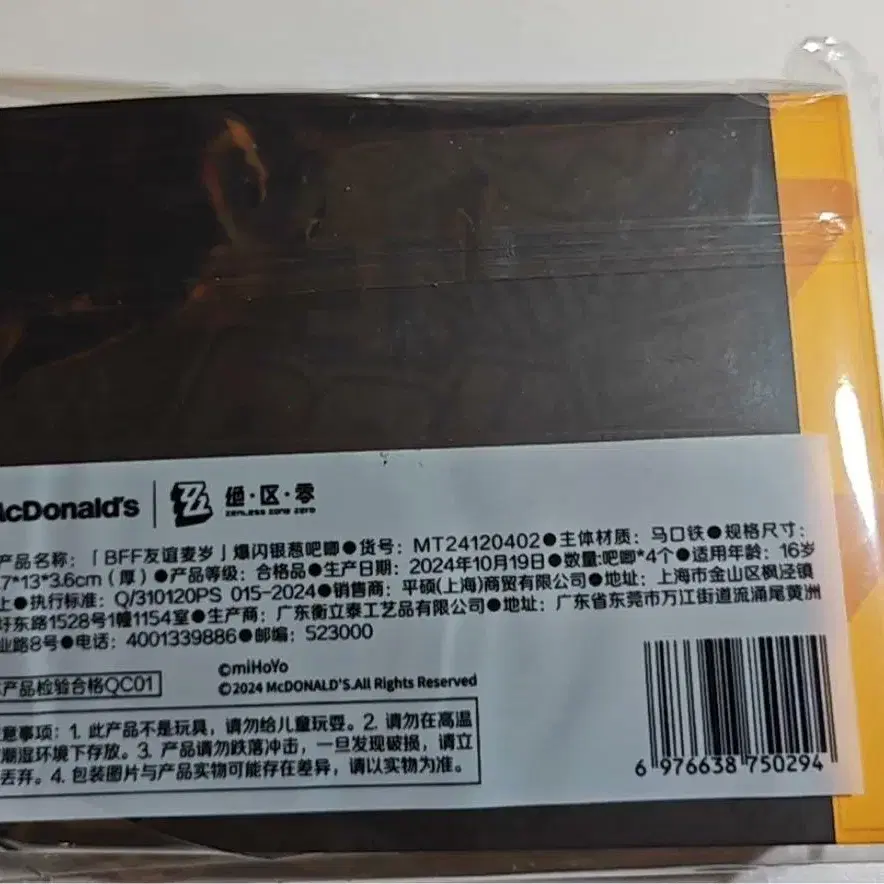 McDonald's 绝·区·零
ZENLESS ZONE ZERO
产品名称：「BFF友谊麦岁」爆闪银葱吧唧●货号：MT24120402●主体材质：马口铁●规格尺寸：
7*13*3.6cm（厚）●产品等级：合格品●生产日期：2024年10月19日●数量:吧唧*4个●适用年龄：16岁
上●执行标准：Q/310120PS 015-2024●销售商：平硕(上海)商贸有限公司●地址：上海市金山区枫泾镇
圩东路1528号1幢1154室●生产商：广东衡立泰工艺品有限公司●地址：广东省东莞市万江街道流涌尾黄洲
业路8号●电话：4001339886●邮编：523000
产品检验合格QC01
©miHoYo
©2024 McDONALD'S.All Rights Reserved
意事项：1. 此产品不是玩具，请勿给儿童玩耍。2. 请勿在高温
潮湿环境下存放。3. 产品请勿跌落冲击，一旦发现破损，请立
丢弃。4. 包装图片与产品实物可能存在差异，请以实物为准。
6 976638 750294